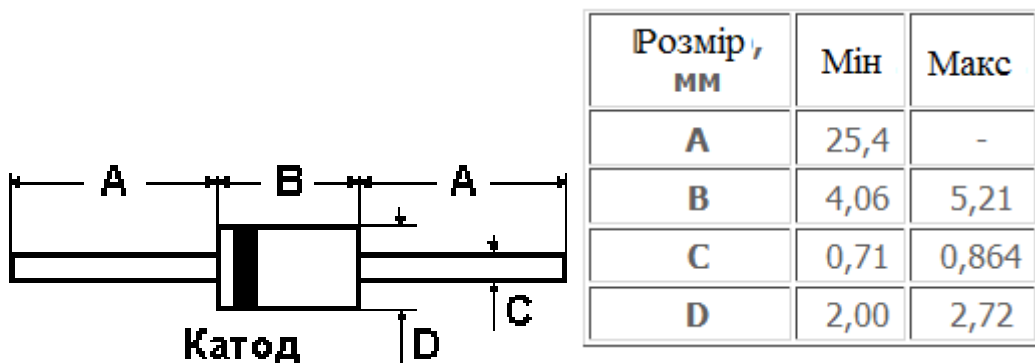 A B A
C
D
Катод
Розмір, Мін Макс
мм
A 25,4 -
B 4,06 5,21
C 0,71 0,864
D 2,00 2,72